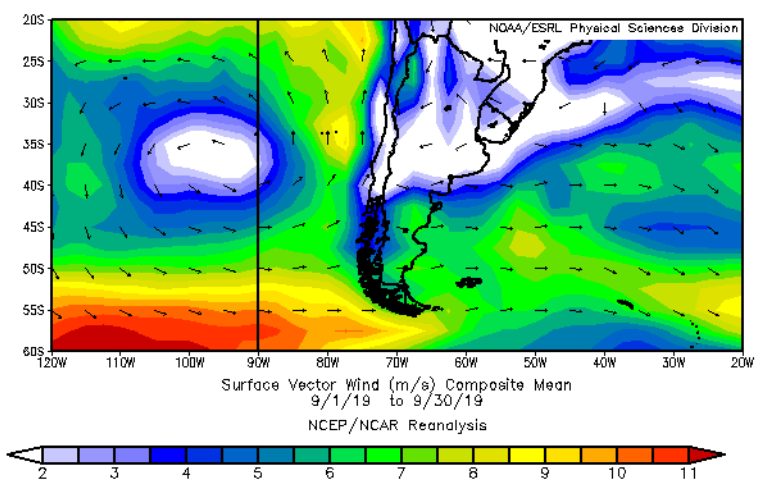 NOAA/ESRL Physical Sciences Division
20S
25S
30S
35S
40S
45S
50S
55S
60S
120W 110W 100W 90W 80W 70W 60W 50W 40W 30W 20W
Surface Vector Wind (m/s) Composite Mean
9/1/19 to 9/30/19
NCEP/NCAR Reanalysis
2 3 4 5 6 7 8 9 10 11